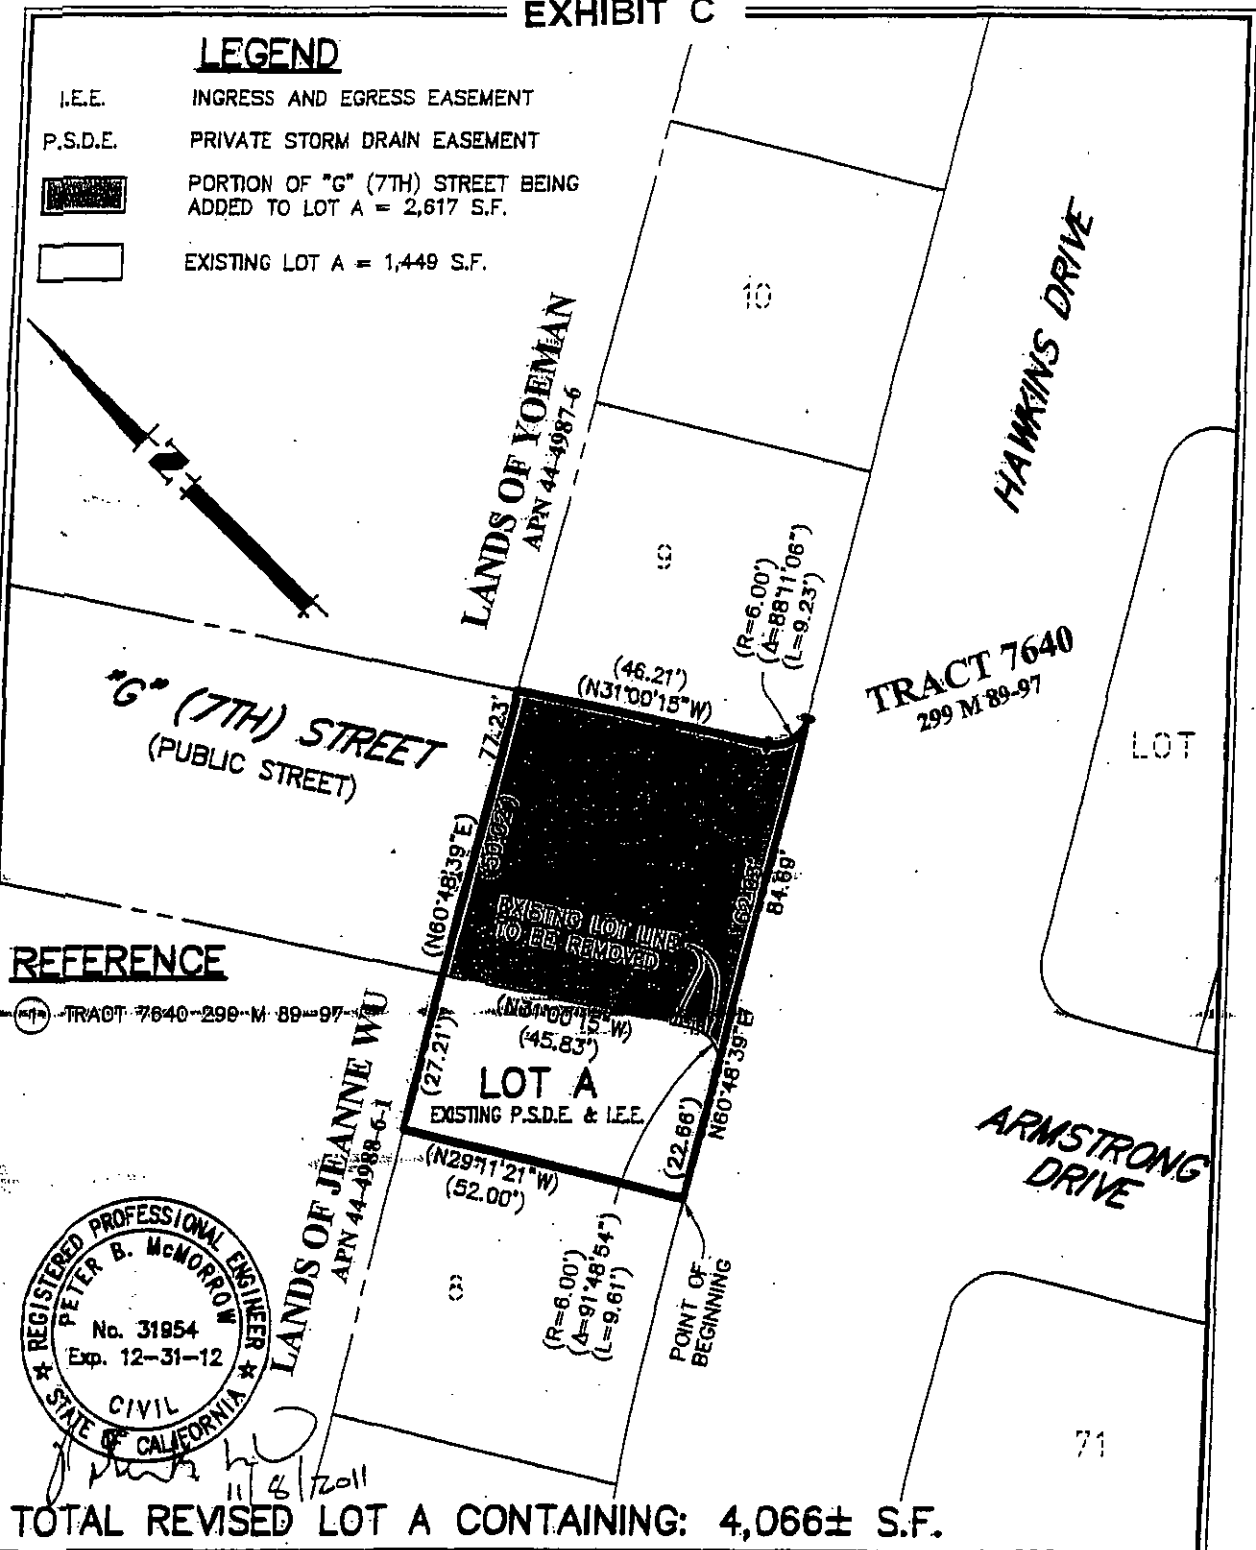 EXHIBIT C
LEGEND
I.E.E. INGRESS AND EGRESS EASEMENT
P.S.D.E. PRIVATE STORM DRAIN EASEMENT
PORTION OF "G" (7TH) STREET BEING
ADDED TO LOT A = 2,617 S.F.
EXISTING LOT A = 1,449 S.F.
N
10
HAWKINS DRIVE
LANDS OF YOEMAN
APN 44-4987-6
9
(R=6.00')
(Δ=88°11'06")
(L=9.23')
(46.21')
(N31°00'15"W)
TRACT 7640
299 M 89-97
LOT
"G" (7TH) STREET
(PUBLIC STREET)
77.23'
(N60°48'39"E)
(50.02')
84.69'
EXISTING LOT LINE
TO BE REMOVED
REFERENCE
(1) TRACT 7640 299 M 89-97
(N31°00'15"W)
(45.83')
(27.21')
LOT A
EXISTING P.S.D.E. & I.E.E.
N60°48'39"E
(22.66')
(N29°11'21"W)
(52.00')
LANDS OF JEANNE WU
APN 44-4988-6-1
8
(R=6.00')
(Δ=91°48'54")
(L=9.61')
POINT OF
BEGINNING
ARMSTRONG
DRIVE
71
REGISTERED PROFESSIONAL ENGINEER
PETER B. McMORROW
No. 31954
Exp. 12-31-12
CIVIL
STATE OF CALIFORNIA
11/8/2011
TOTAL REVISED LOT A CONTAINING: 4,066± S.F.